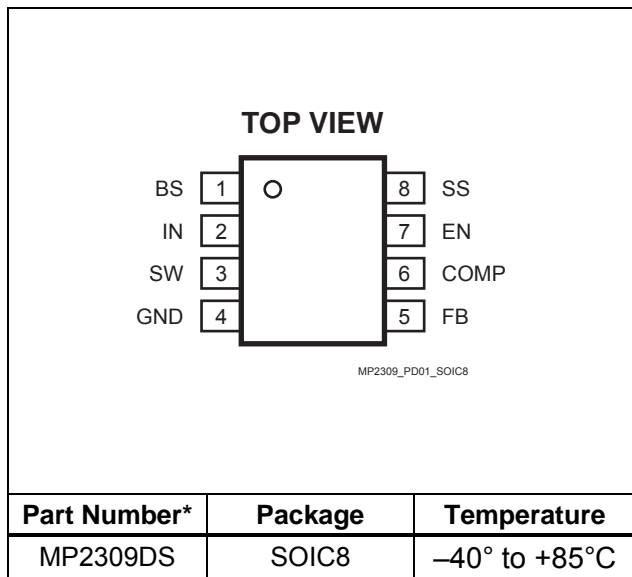 TOP VIEW
BS 1 8 SS
IN 2 7 EN
SW 3 6 COMP
GND 4 5 FB
MP2309_PD01_SOIC8
Part Number* Package Temperature
MP2309DS SOIC8 –40° to +85°C